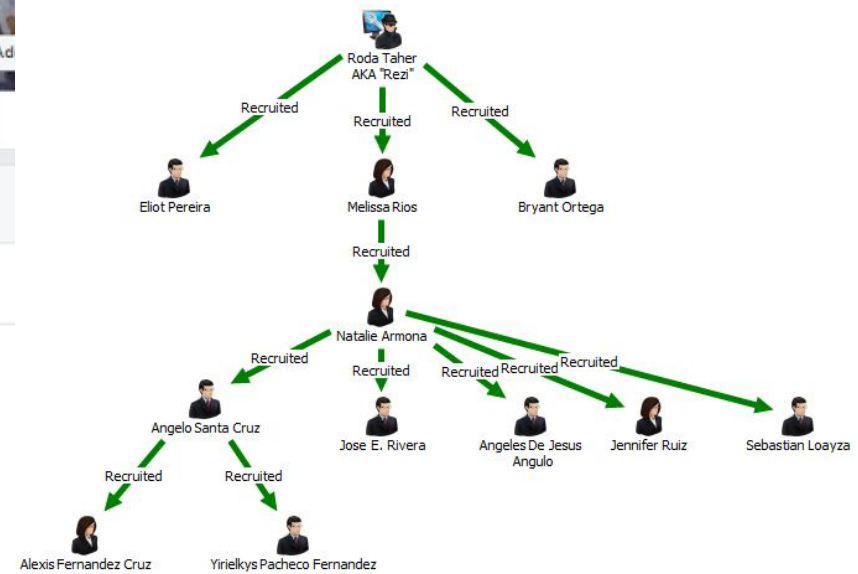 Roda Taher
AKA "Rezi"
Recruited
Recruited
Recruited
Eliot Pereira
Melissa Rios
Bryant Ortega
Recruited
Natalie Armona
Recruited
Recruited
Recruited
Recruited
Recruited
Angelo Santa Cruz
Jose E. Rivera
Angeles De Jesus
Angulo
Jennifer Ruiz
Sebastian Loayza
Recruited
Recruited
Alexis Fernandez Cruz
Yirielkys Pacheco Fernandez